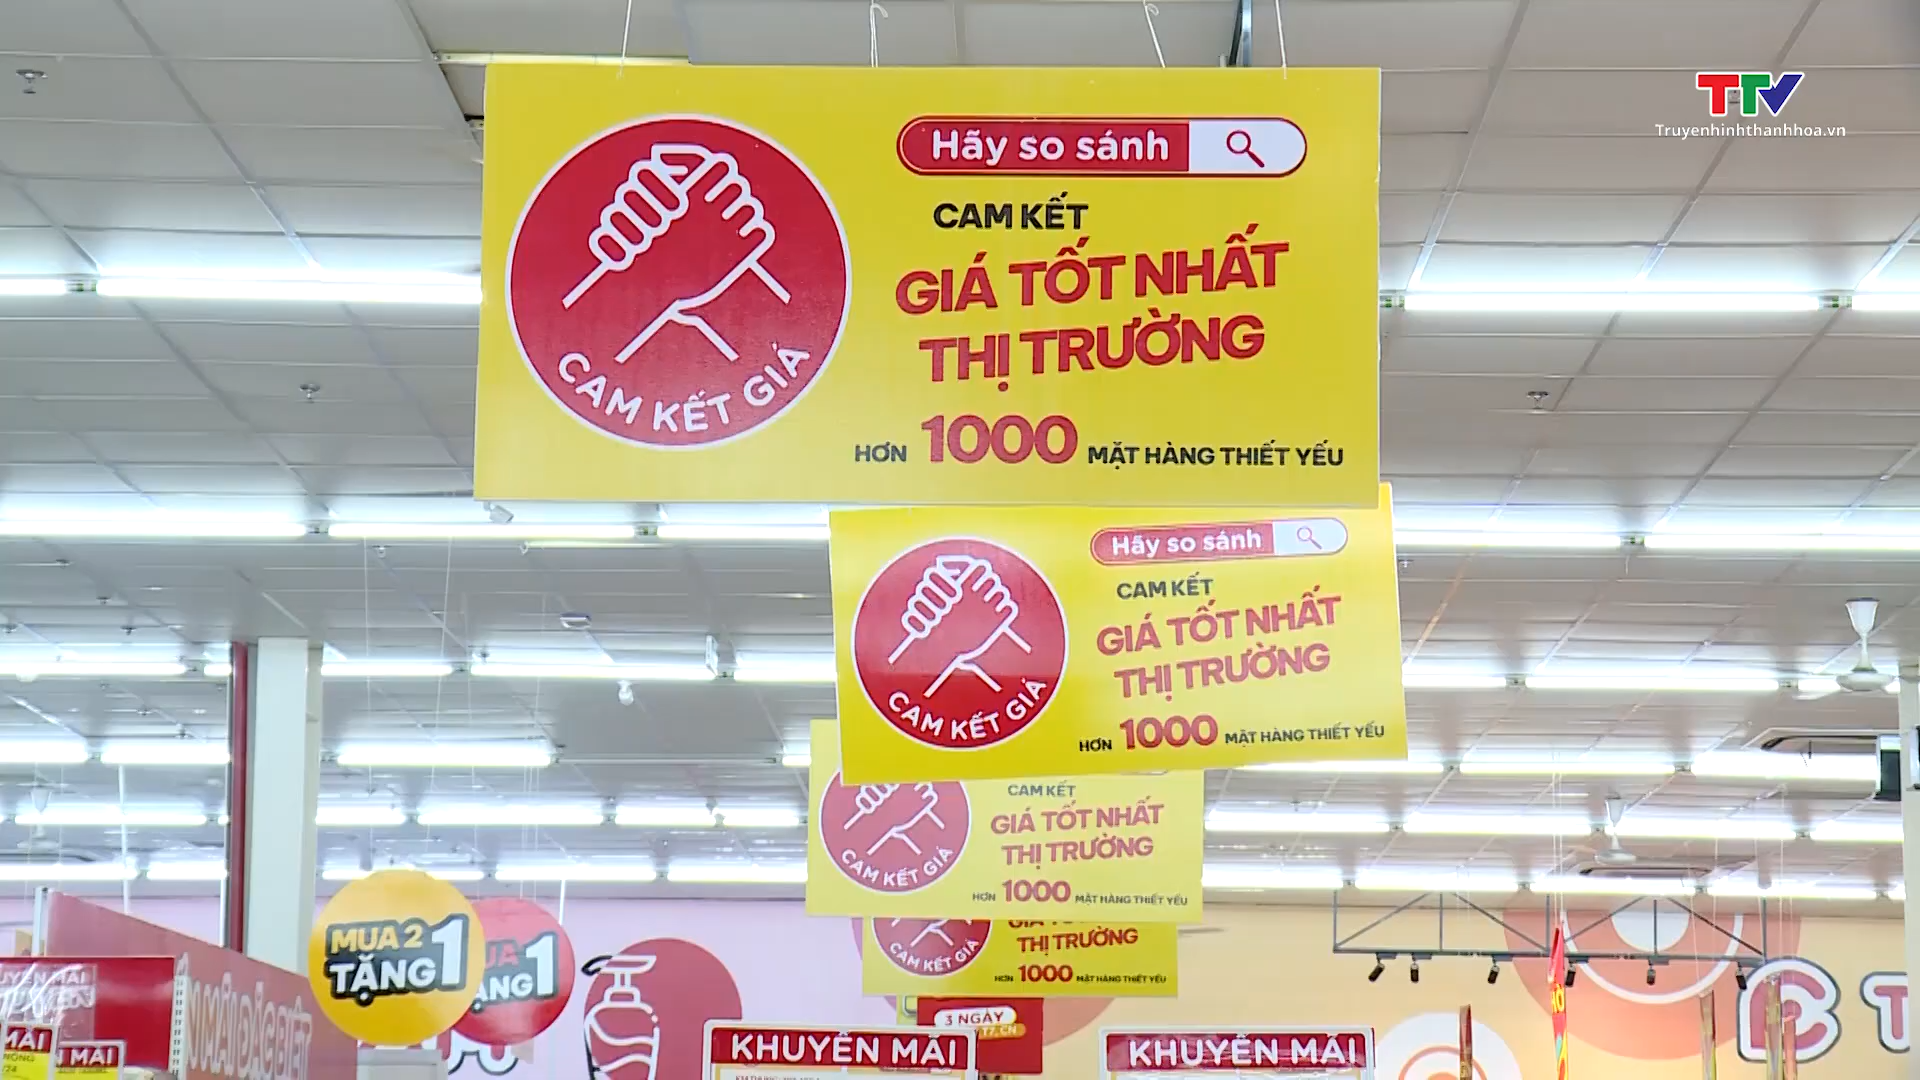 TTV
Truyenhinhthanhhoa.vn
Hãy so sánh
CAM KẾT
GIÁ TỐT NHẤT
THỊ TRƯỜNG
HƠN 1000 MẶT HÀNG THIẾT YẾU
CAM KẾT GIÁ
Hãy so sánh
CAM KẾT
GIÁ TỐT NHẤT
THỊ TRƯỜNG
HƠN 1000 MẶT HÀNG THIẾT YẾU
CAM KẾT GIÁ
CAM KẾT
GIÁ TỐT NHẤT
THỊ TRƯỜNG
HƠN 1000 MẶT HÀNG THIẾT YẾU
CAM KẾT GIÁ
THỊ TRƯỜNG
HƠN 1000 MẶT HÀNG THIẾT YẾU
CAM KẾT GIÁ
MUA 2
TẶNG 1
3 NGÀY
KHUYẾN MÃI
KHUYẾN MÃI